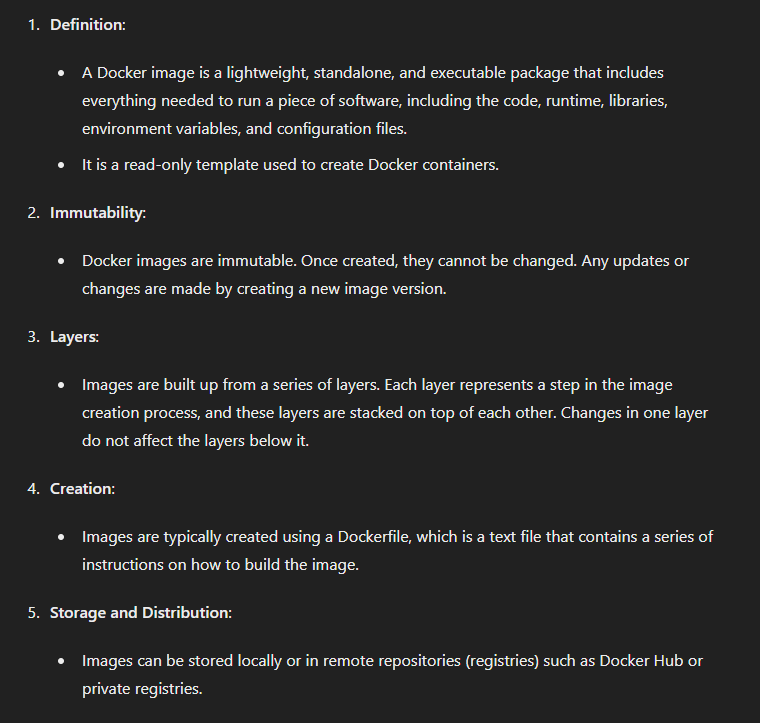 1. Definition:
• A Docker image is a lightweight, standalone, and executable package that includes
everything needed to run a piece of software, including the code, runtime, libraries,
environment variables, and configuration files.
• It is a read-only template used to create Docker containers.
2. Immutability:
• Docker images are immutable. Once created, they cannot be changed. Any updates or
changes are made by creating a new image version.
3. Layers:
• Images are built up from a series of layers. Each layer represents a step in the image
creation process, and these layers are stacked on top of each other. Changes in one layer
do not affect the layers below it.
4. Creation:
• Images are typically created using a Dockerfile, which is a text file that contains a series of
instructions on how to build the image.
5. Storage and Distribution:
• Images can be stored locally or in remote repositories (registries) such as Docker Hub or
private registries.